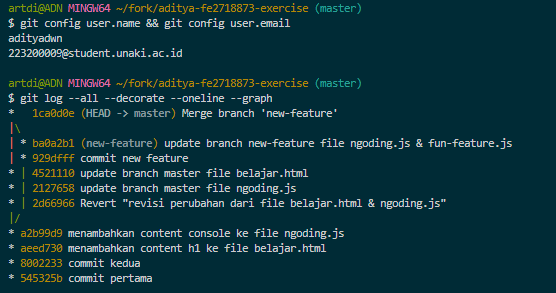 artdi@ADN MINGW64 ~/fork/aditya-fe2718873-exercise (master)
$ git config user.name && git config user.email
adityadwn
223200009@student.unaki.ac.id

artdi@ADN MINGW64 ~/fork/aditya-fe2718873-exercise (master)
$ git log --all --decorate --oneline --graph
*   1ca0d0e (HEAD -> master) Merge branch 'new-feature'
|\
| * ba0a2b1 (new-feature) update branch new-feature file ngoding.js & fun-feature.js
| * 929dfff commit new feature
* | 4521110 update branch master file belajar.html
* | 2127658 update branch master file ngoding.js
* | 2d66966 Revert "revisi perubahan dari file belajar.html & ngoding.js"
|/
* a2b99d9 menambahkan content console ke file ngoding.js
* aeed730 menambahkan content h1 ke file belajar.html
* 8002233 commit kedua
* 545325b commit pertama